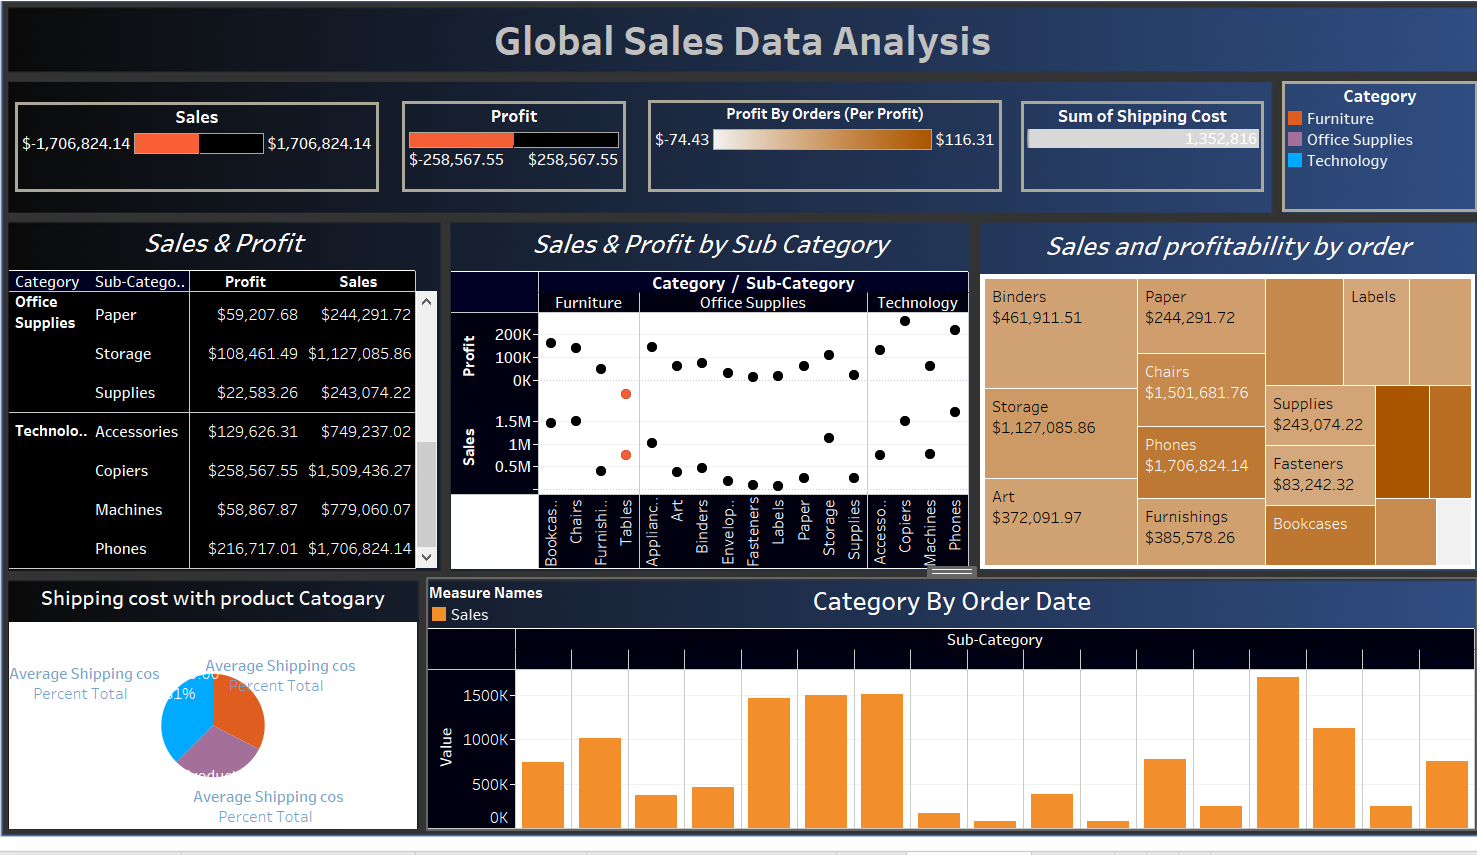 Global Sales Data Analysis
Sales
$-1,706,824.14 $1,706,824.14
Profit
$-258,567.55 $258,567.55
Profit By Orders (Per Profit)
$-74.43 $116.31
Sum of Shipping Cost
1,352,816
Category
Furniture
Office Supplies
Technology
Sales & Profit
Category Sub-Catego.. Profit Sales
Office
Supplies
Paper $59,207.68 $244,291.72
Storage $108,461.49 $1,127,085.86
Supplies $22,583.26 $243,074.22
Technolo.. Accessories $129,626.31 $749,237.02
Copiers $258,567.55 $1,509,436.27
Machines $58,867.87 $779,060.07
Phones $216,717.01 $1,706,824.14
Sales & Profit by Sub Category
Category / Sub-Category
Furniture Office Supplies Technology
Profit
200K
100K
0K
Sales
1.5M
1M
0.5M
Bookcas..
Chairs
Furnishi..
Tables
Applianc..
Art
Binders
Envelop..
Fasteners
Labels
Paper
Storage
Supplies
Accesso..
Copiers
Machines
Phones
Sales and profitability by order
Binders
$461,911.51
Storage
$1,127,085.86
Art
$372,091.97
Paper
$244,291.72
Chairs
$1,501,681.76
Phones
$1,706,824.14
Furnishings
$385,578.26
Labels
Supplies
$243,074.22
Fasteners
$83,242.32
Bookcases
Shipping cost with product Catogary
Average Shipping cos
Percent Total
Average Shipping cos
Percent Total
Average Shipping cos
Percent Total
Measure Names
Sales
Category By Order Date
Sub-Category
Value
1500K
1000K
500K
0K